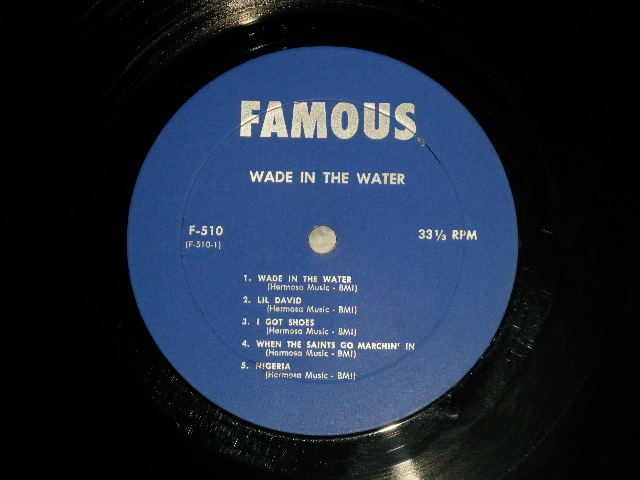 FAMOUS
WADE IN THE WATER
F-510
(F-510-1)
33⅓ RPM
1. WADE IN THE WATER
(Hermosa Music - BMI)
2. LIL DAVID
(Hermosa Music - BMI)
3. I GOT SHOES
(Hermosa Music - BMI)
4. WHEN THE SAINTS GO MARCHIN' IN
(Hermosa Music - BMI)
5. NIGERIA
(Hermosa Music - BMI)